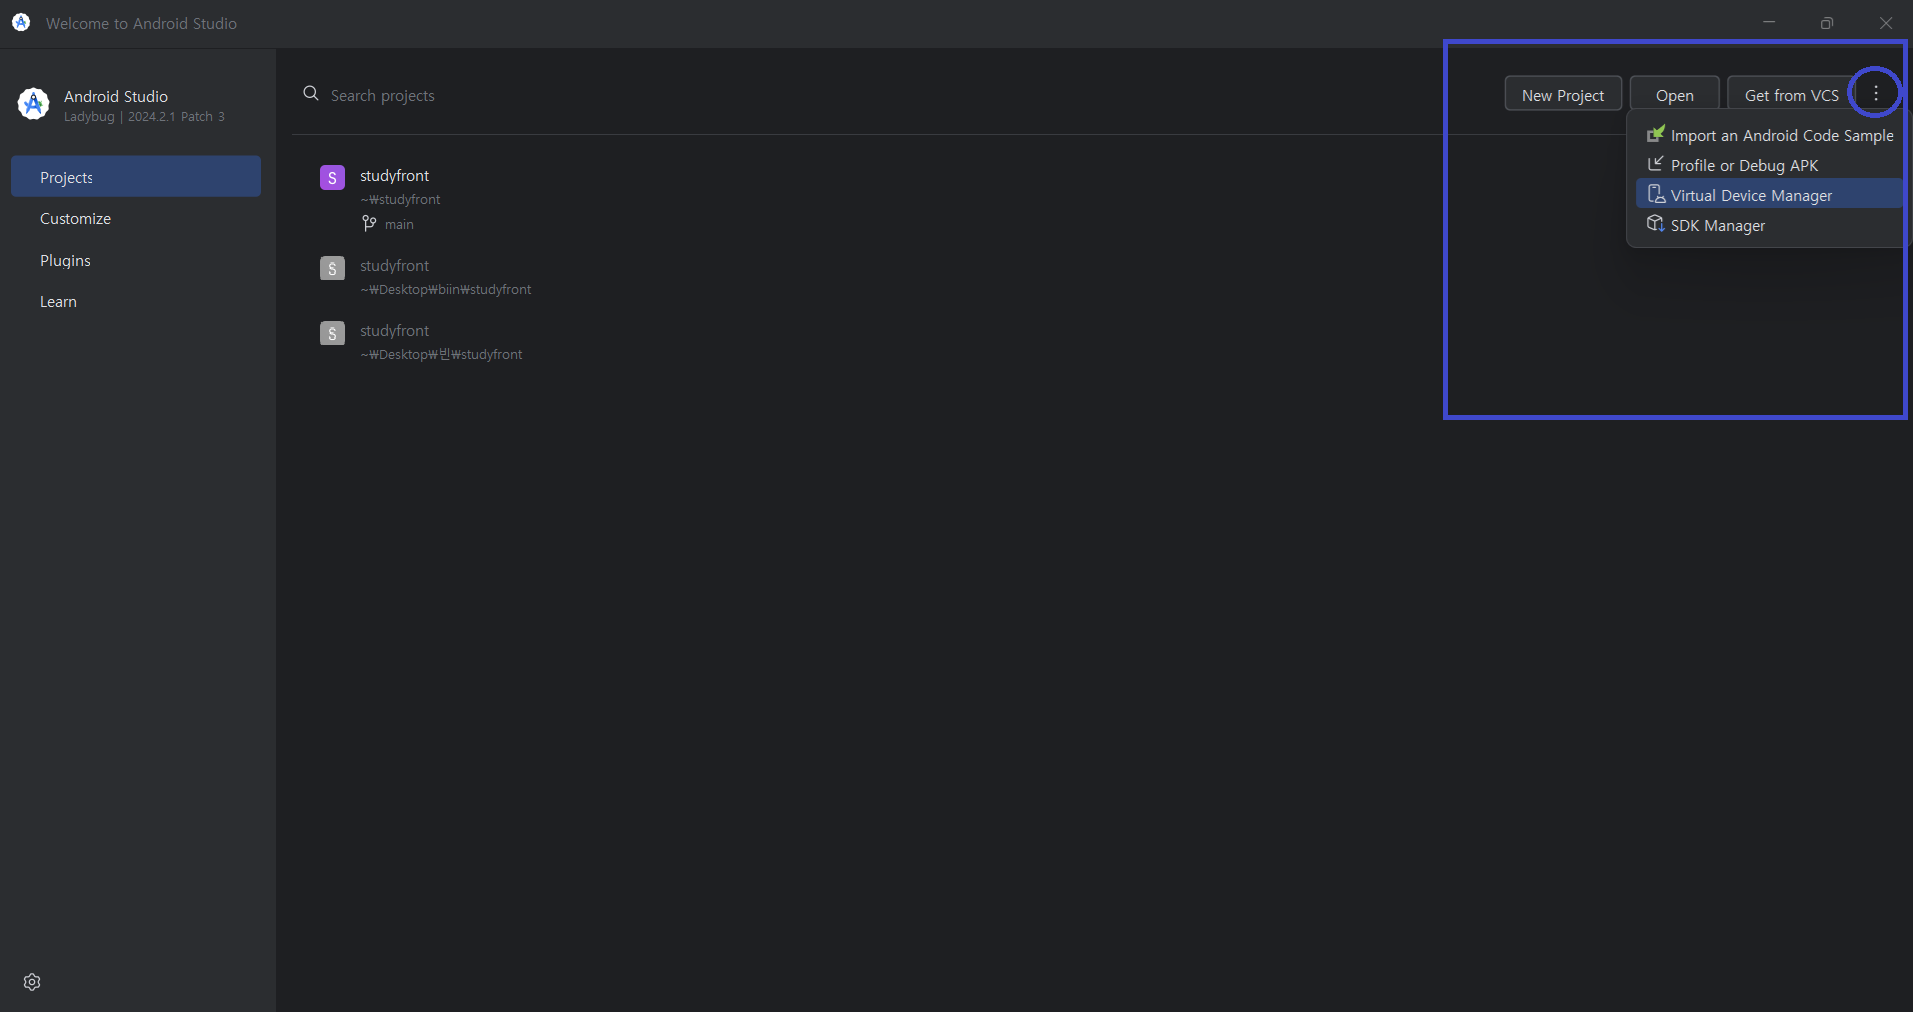 Welcome to Android Studio
Android Studio
Ladybug | 2024.2.1 Patch 3
Projects
Customize
Plugins
Learn
Search projects
New Project
Open
Get from VCS
Import an Android Code Sample
Profile or Debug APK
Virtual Device Manager
SDK Manager
S
studyfront
~₩studyfront
main
S
studyfront
~₩Desktop₩biin₩studyfront
S
studyfront
~₩Desktop₩빈₩studyfront